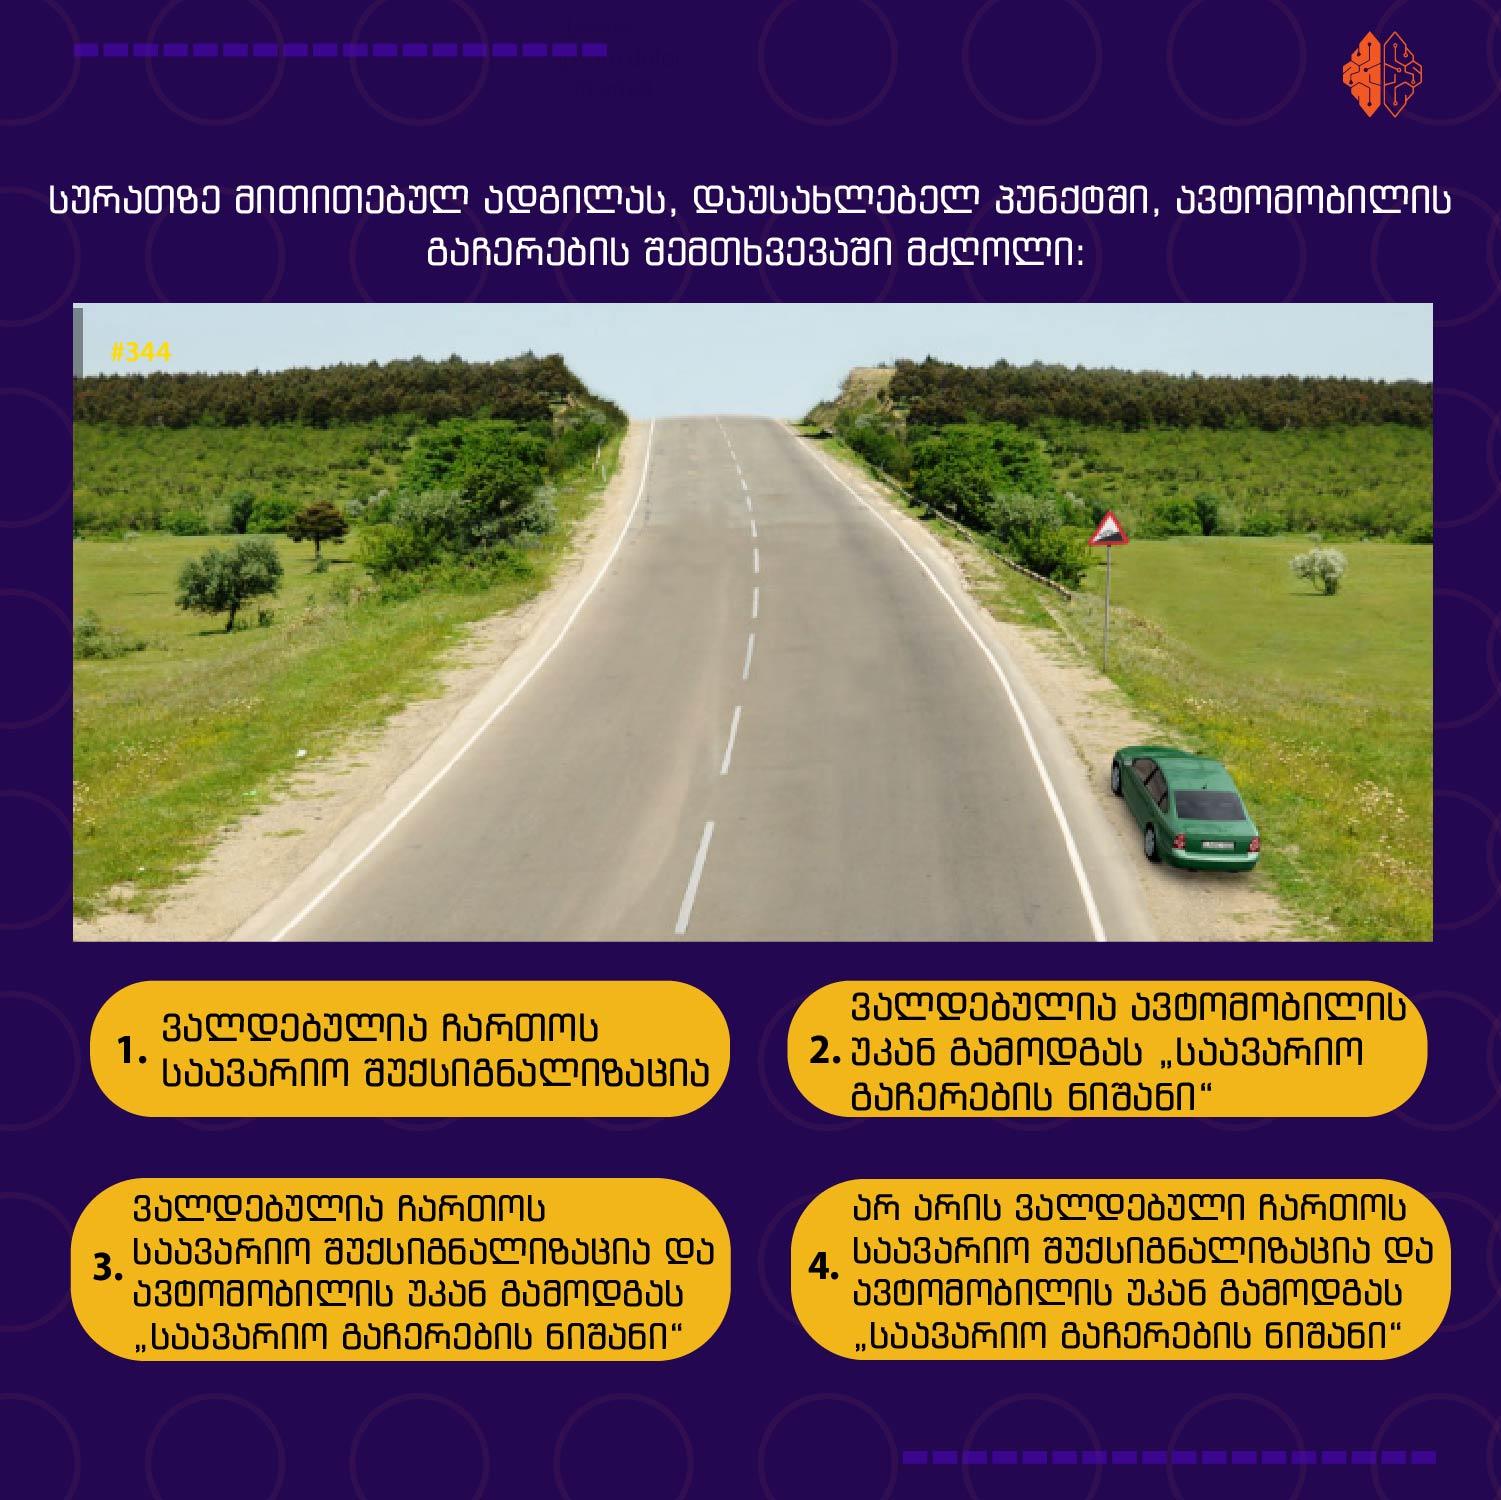 სურათზე მითითებულ ადგილას, დაუსახლებელ პუნქტში, ავტომობილის
გაჩერების შემთხვევაში მძღოლი:
#344
1. ვალდებულია ჩართოს
საავარიო შუქსიგნალიზაცია
2. ვალდებულია ავტომობილის
უკან გამოდგას „საავარიო
გაჩერების ნიშანი“
3. ვალდებულია ჩართოს
საავარიო შუქსიგნალიზაცია და
ავტომობილის უკან გამოდგას
„საავარიო გაჩერების ნიშანი“
4. არ არის ვალდებული ჩართოს
საავარიო შუქსიგნალიზაცია და
ავტომობილის უკან გამოდგას
„საავარიო გაჩერების ნიშანი“